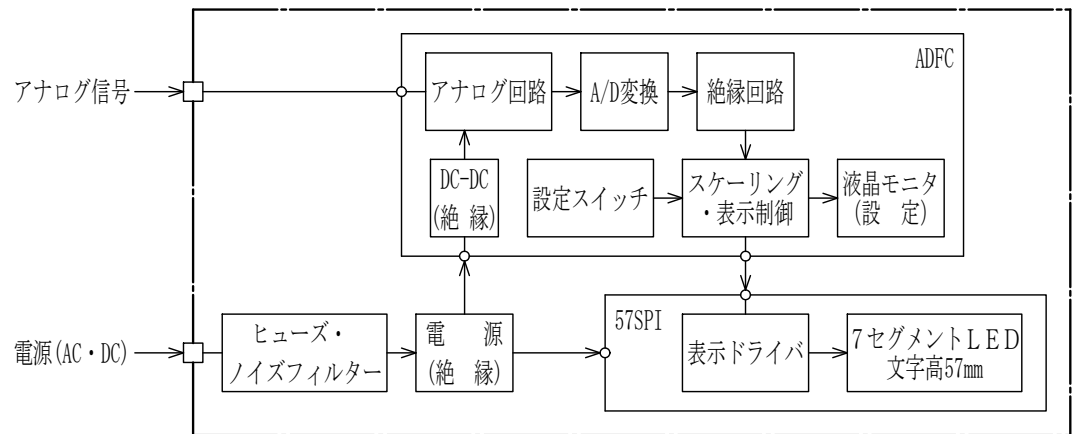 ADFC
アナログ信号
アナログ回路
A/D変換
絶縁回路
DC-DC
(絶 縁)
設定スイッチ
スケーリング
・表示制御
液晶モニタ
(設 定)
電源(AC・DC)
ヒューズ・
ノイズフィルター
電 源
(絶 縁)
57SPI
表示ドライバ
７セグメントＬＥＤ
文字高57mm